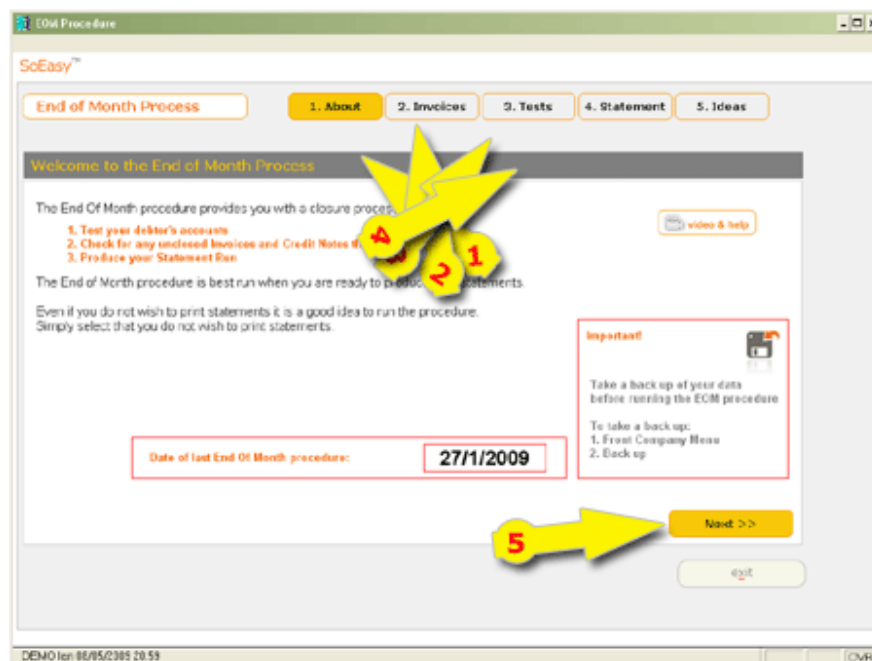 EOM Procedure
SoEasy™
End of Month Process
1. About
2. Invoices
3. Tests
4. Statement
5. Ideas
Welcome to the End of Month Process
The End Of Month procedure provides you with a closure
1. Test your debtor's accounts
2. Check for any unclosed Invoices and Credit Notes
3. Produce your Statement Run
video & help
4
3
2
1
The End of Month procedure is best run when you are ready to
Even if you do not wish to print statements it is a good idea to run the procedure.
Simply select that you do not wish to print statements.
Important!
Take a back up of your data
before running the EOM procedure
To take a back up:
1. Front Company Menu
2. Back up
Date of last End Of Month procedure:
27/1/2009
5
Next >>
exit
20:59